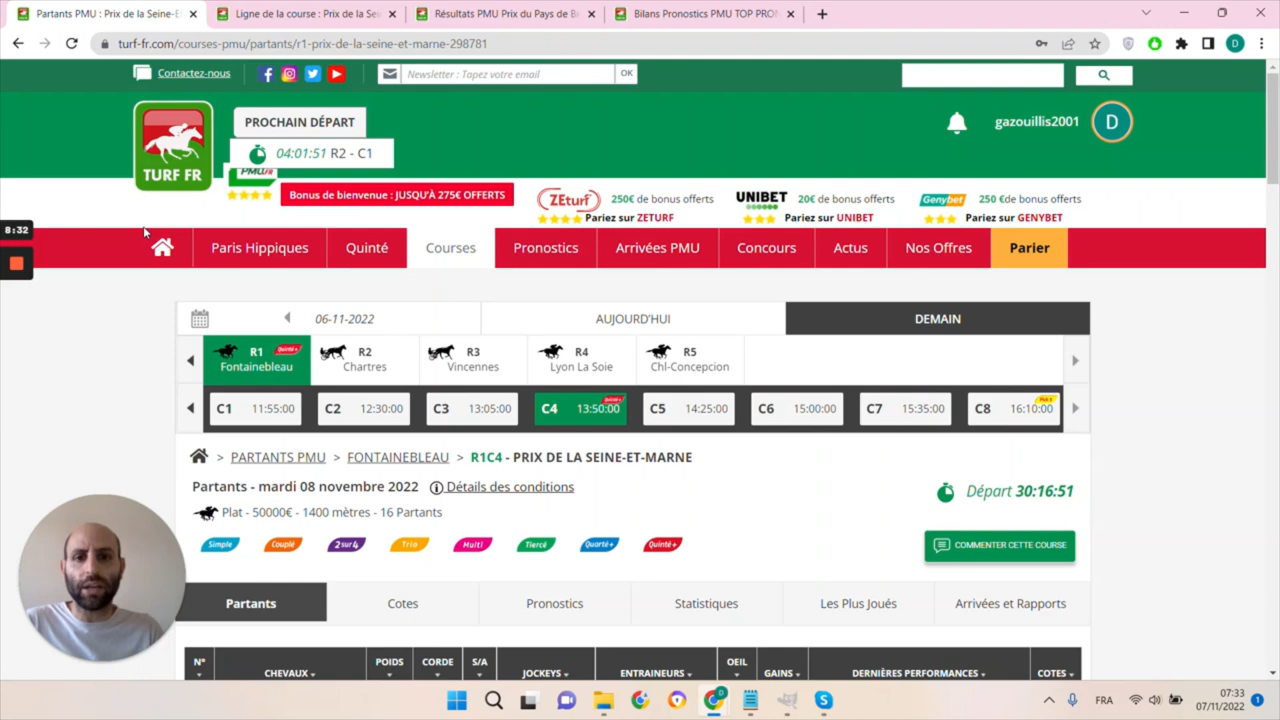 Partants PMU : Prix de la Seine-E
Ligne de la course : Prix de la Sei
Résultats PMU Prix du Pays de B
Bilans Pronostics PMU TOP PRON
turf-fr.com/courses-pmu/partants/r1-prix-de-la-seine-et-marne-298781
D
Contactez-nous
Newsletter : Tapez votre email
OK
PROCHAIN DÉPART
04:01:51 R2 - C1
TURF FR
gazouillis2001
D
PMU.FR
Bonus de bienvenue : JUSQU'À 275€ OFFERTS
ZEturf
250€ de bonus offerts
Pariez sur ZETURF
UNIBET
20€ de bonus offerts
Pariez sur UNIBET
Genybet
250 € de bonus offerts
Pariez sur GENYBET
8:32
Paris Hippiques
Quinté
Courses
Pronostics
Arrivées PMU
Concours
Actus
Nos Offres
Parier
06-11-2022
AUJOURD'HUI
DEMAIN
R1
Quinté+
Fontainebleau
R2
Chartres
R3
Vincennes
R4
Lyon La Soie
R5
Chl-Concepcion
C1 11:55:00
C2 12:30:00
C3 13:05:00
C4 13:50:00
Quinté+
C5 14:25:00
C6 15:00:00
C7 15:35:00
C8 16:10:00
> PARTANTS PMU > FONTAINEBLEAU > R1C4 - PRIX DE LA SEINE-ET-MARNE
Partants - mardi 08 novembre 2022
Détails des conditions
Départ 30:16:51
Plat - 50000€ - 1400 mètres - 16 Partants
Simple
Couplé
2sur4
Trio
Multi
Tiercé
Quarté+
Quinté+
COMMENTER CETTE COURSE
Partants
Cotes
Pronostics
Statistiques
Les Plus Joués
Arrivées et Rapports
N°
CHEVAUX
POIDS
CORDE
S/A
JOCKEYS
ENTRAINEURS
OEIL
GAINS
DERNIÈRES PERFORMANCES
COTES
D
FRA
07:33
07/11/2022
1